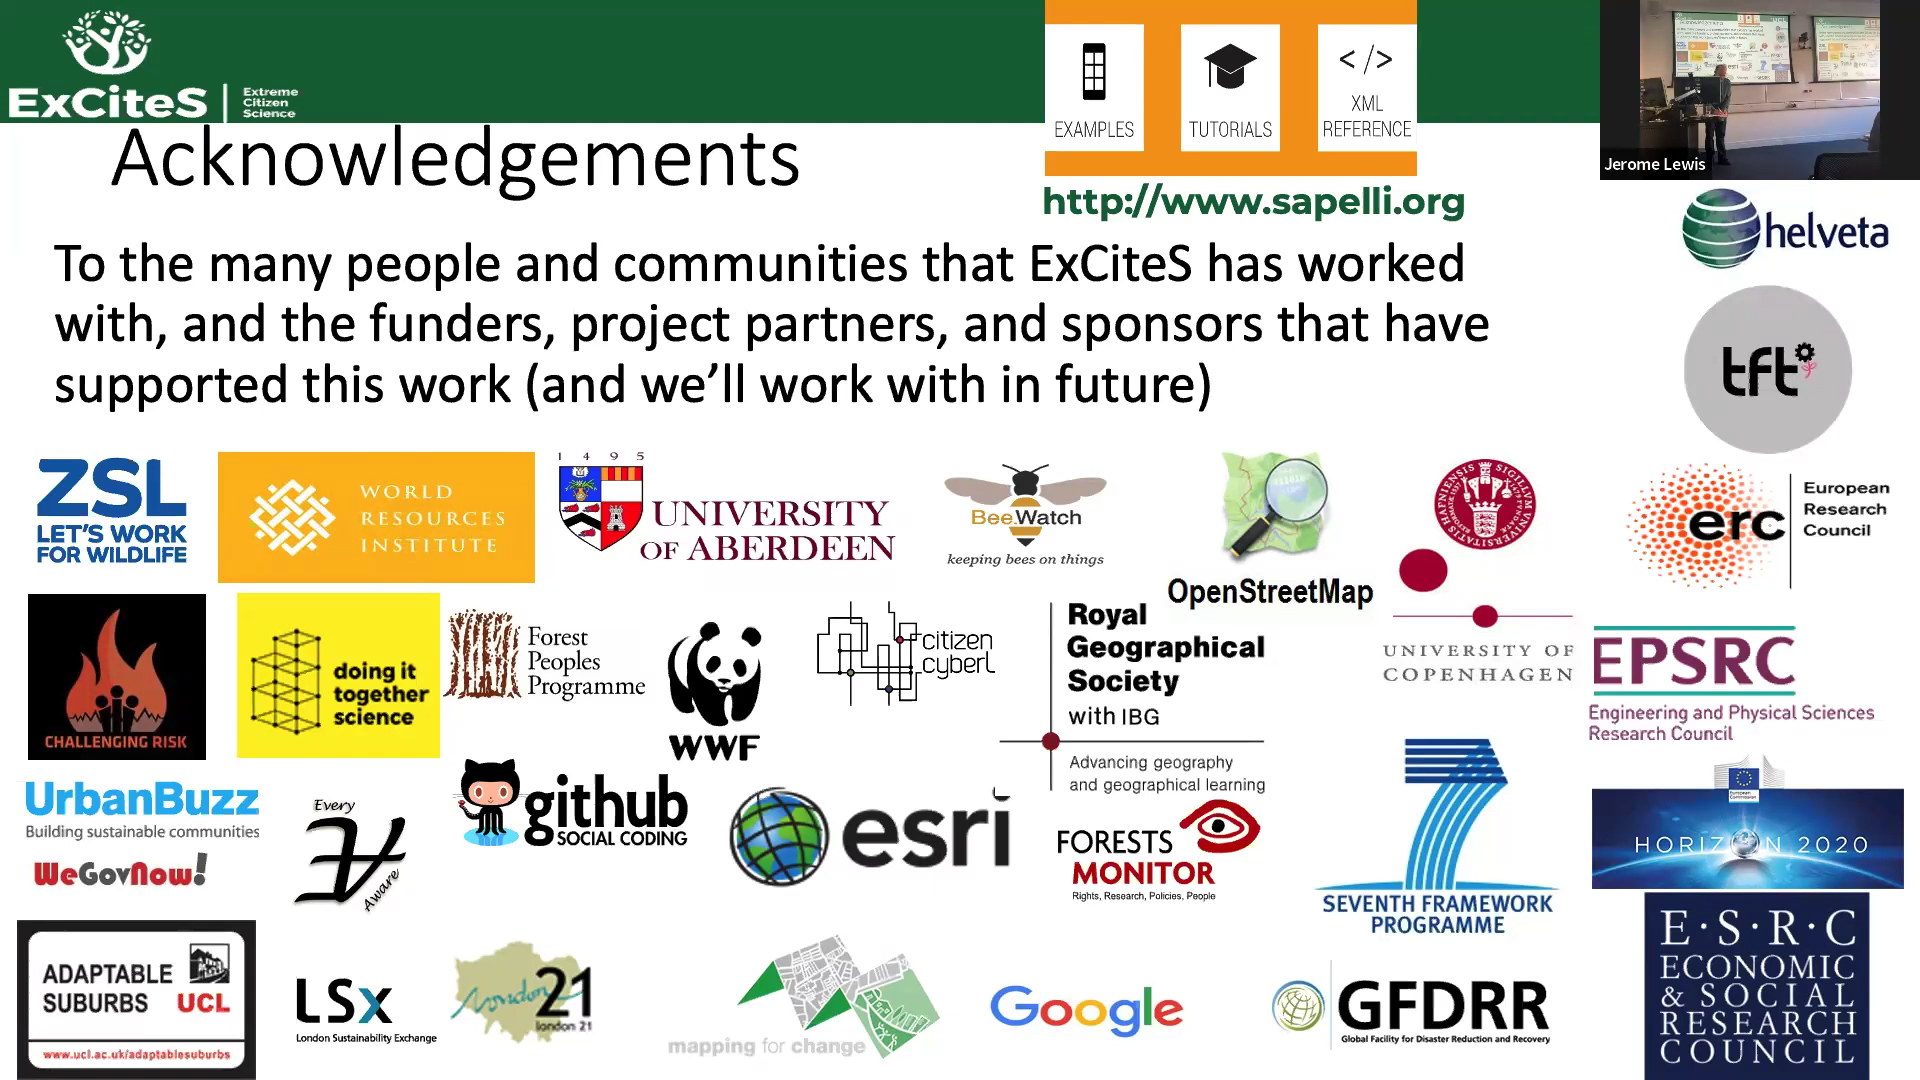 ExCiteS
Extreme
Citizen
Science
EXAMPLES
TUTORIALS
</>
XML
REFERENCE
Jerome Lewis
Acknowledgements
http://www.sapelli.org
helveta
To the many people and communities that ExCiteS has worked
with, and the funders, project partners, and sponsors that have
supported this work (and we’ll work with in future)
tft
ZSL
LET'S WORK
FOR WILDLIFE
WORLD
RESOURCES
INSTITUTE
1 4 9 5
UNIVERSITY
OF ABERDEEN
Bee.Watch
keeping bees on things
OpenStreetMap
UNIVERSITY OF
COPENHAGEN
erc
European
Research
Council
CHALLENGING RISK
doing it
together
science
Forest
Peoples
Programme
WWF
citizen
cyberl
Royal
Geographical
Society
with IBG
Advancing geography
and geographical learning
EPSRC
Engineering and Physical Sciences
Research Council
UrbanBuzz
Building sustainable communities
WeGovNow!
Every
Aware
github
SOCIAL CODING
esri
FORESTS
MONITOR
Rights, Research, Policies, People
7
SEVENTH FRAMEWORK
PROGRAMME
European
Commission
HORIZON 2020
ADAPTABLE
SUBURBS UCL
www.ucl.ac.uk/adaptablesuburbs
LSx
London Sustainability Exchange
london 21
london 21
mapping for change
Google
GFDRR
Global Facility for Disaster Reduction and Recovery
E·S·R·C
ECONOMIC
& SOCIAL
RESEARCH
COUNCIL